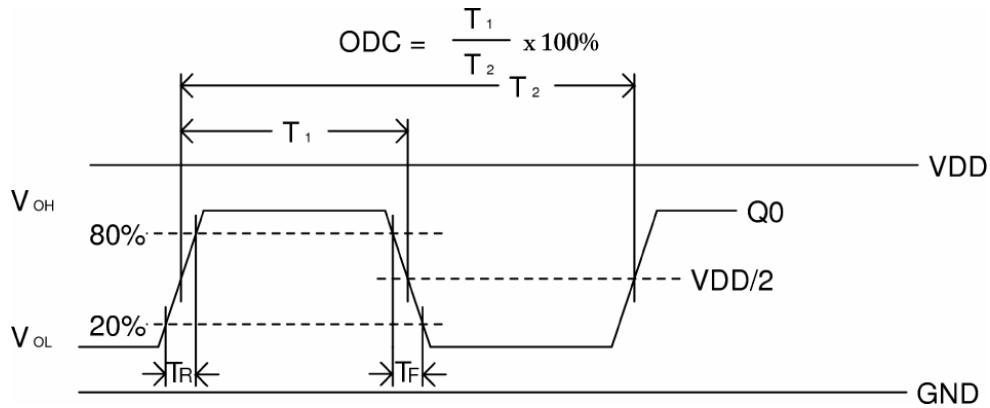 ODC = T1 / T2 x 100%
T2
T1
VDD
VOH
Q0
80%
VDD/2
20%
VOL
TR
TF
GND